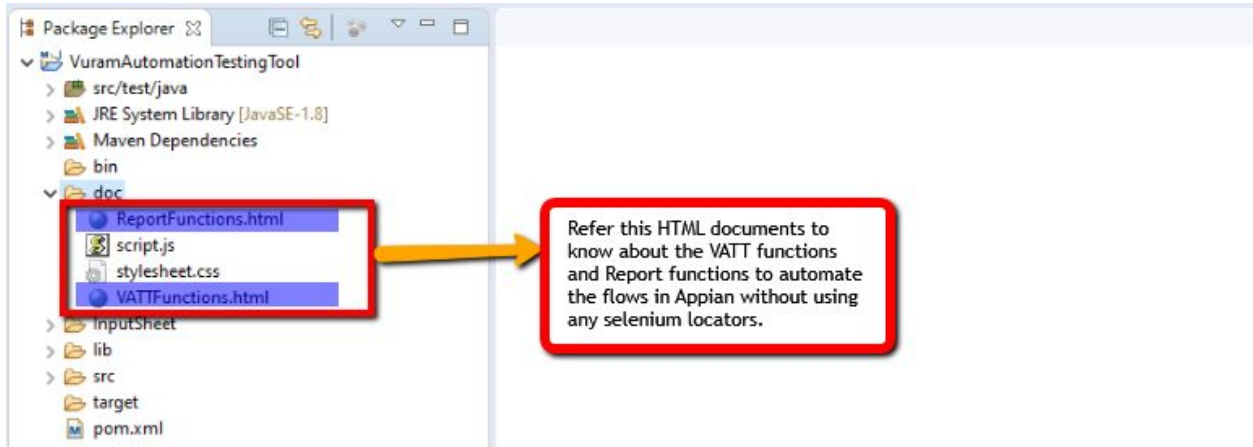 Package Explorer
VuramAutomationTestingTool
src/test/java
JRE System Library [JavaSE-1.8]
Maven Dependencies
bin
doc
ReportFunctions.html
script.js
stylesheet.css
VATTFunctions.html
InputSheet
lib
src
target
pom.xml
Refer this HTML documents to
know about the VATT functions
and Report functions to automate
the flows in Appian without using
any selenium locators.